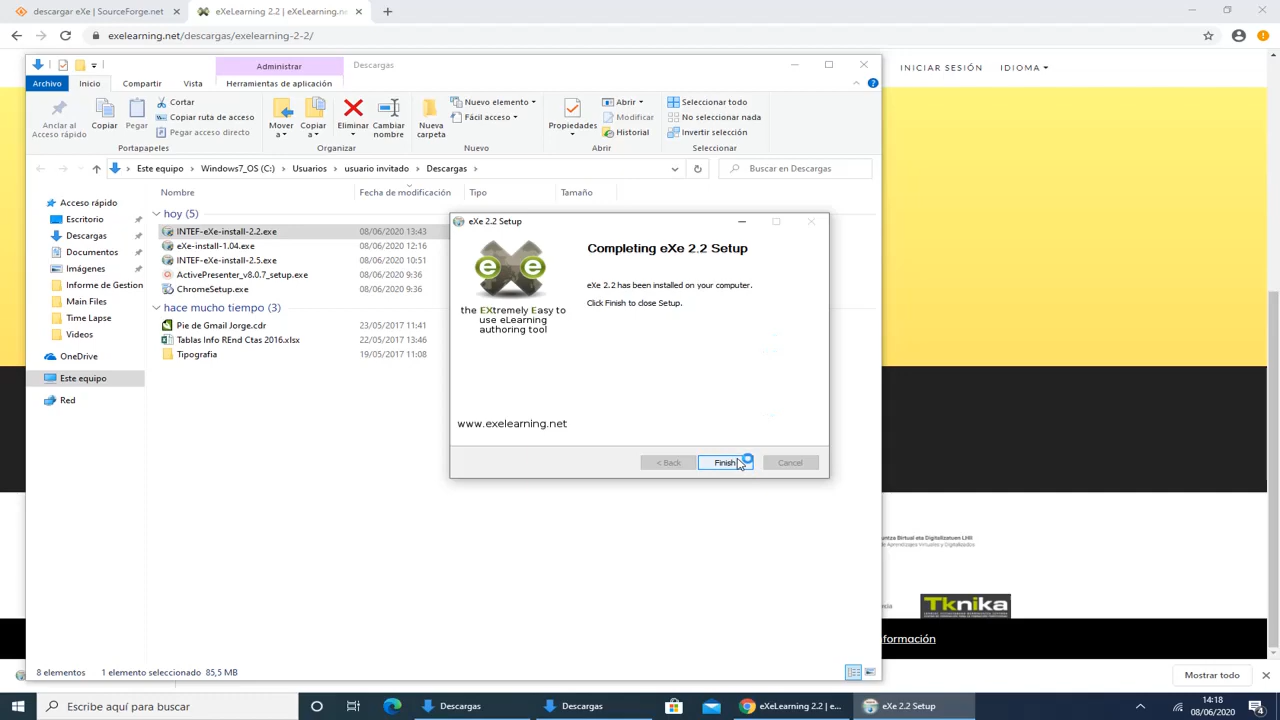 descargar eXe | SourceForge.net
eXeLearning 2.2 | eXeLearning.ne
exelearning.net/descargas/exelearning-2-2/
INICIAR SESIÓN
IDIOMA
Administrar
Descargas
Archivo
Inicio
Compartir
Vista
Herramientas de aplicación
Anclar al
Acceso rápido
Copiar
Pegar
Cortar
Copiar ruta de acceso
Pegar acceso directo
Portapapeles
Mover
a
Copiar
a
Eliminar
Cambiar
nombre
Organizar
Nueva
carpeta
Nuevo elemento
Fácil acceso
Nuevo
Propiedades
Abrir
Modificar
Historial
Abrir
Seleccionar todo
No seleccionar nada
Invertir selección
Seleccionar
Este equipo > Windows7_OS (C:) > Usuarios > usuario invitado > Descargas >
Buscar en Descargas
Nombre
Fecha de modificación
Tipo
Tamaño
Acceso rápido
Escritorio
Descargas
Documentos
Imágenes
Informe de Gestion
Main Files
Time Lapse
Videos
OneDrive
Este equipo
Red
hoy (5)
INTEF-eXe-install-2.2.exe 08/06/2020 13:43
eXe-install-1.04.exe 08/06/2020 12:16
INTEF-eXe-install-2.5.exe 08/06/2020 10:51
ActivePresenter_v8.0.7_setup.exe 08/06/2020 9:36
ChromeSetup.exe 08/06/2020 9:36
hace mucho tiempo (3)
Pie de Gmail Jorge.cdr 23/05/2017 11:41
Tablas Info REnd Ctas 2016.xlsx 22/05/2017 13:46
Tipografia 19/05/2017 11:08
eXe 2.2 Setup
Completing eXe 2.2 Setup
eXe 2.2 has been installed on your computer.
Click Finish to close Setup.
e e
the EXtremely Easy to
use eLearning
authoring tool
www.exelearning.net
< Back
Finish
Cancel
untza Birtual eta Digitalizatuen LHII
de Aprendizajes Virtuales y Digitalizados
Tknika
formación
8 elementos
1 elemento seleccionado 85,5 MB
Mostrar todo
Escribe aquí para buscar
Descargas
Descargas
eXeLearning 2.2 | e...
eXe 2.2 Setup
14:18
08/06/2020
4